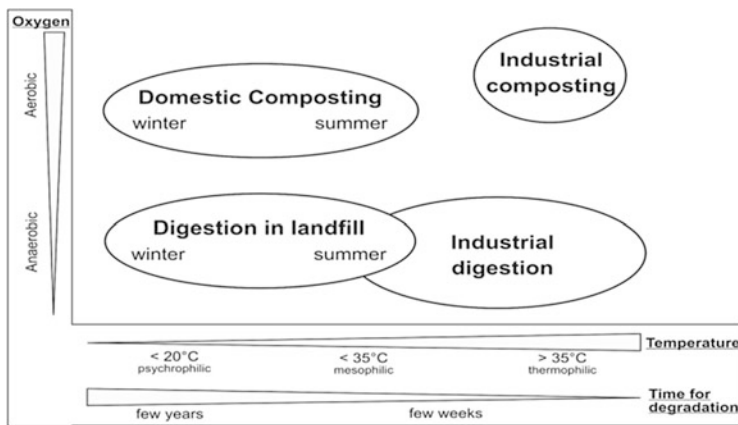 Oxygen
Aerobic
Anaerobic
Industrial
composting
Domestic Composting
winter summer
Digestion in landfill
winter summer
Industrial
digestion
Temperature
< 20°C < 35°C > 35°C
psychrophilic mesophilic thermophilic
Time for
degradation
few years few weeks